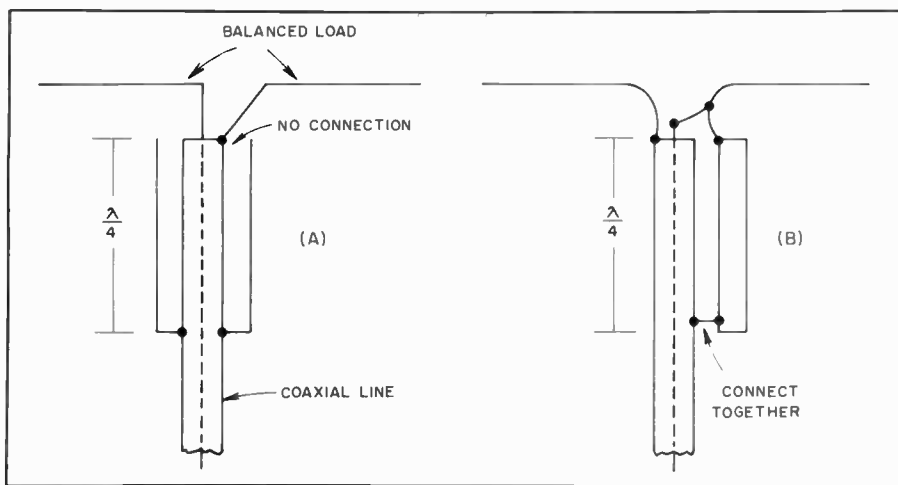 BALANCED LOAD
NO CONNECTION
λ
4
(A)
λ
4
(B)
COAXIAL LINE
CONNECT
TOGETHER